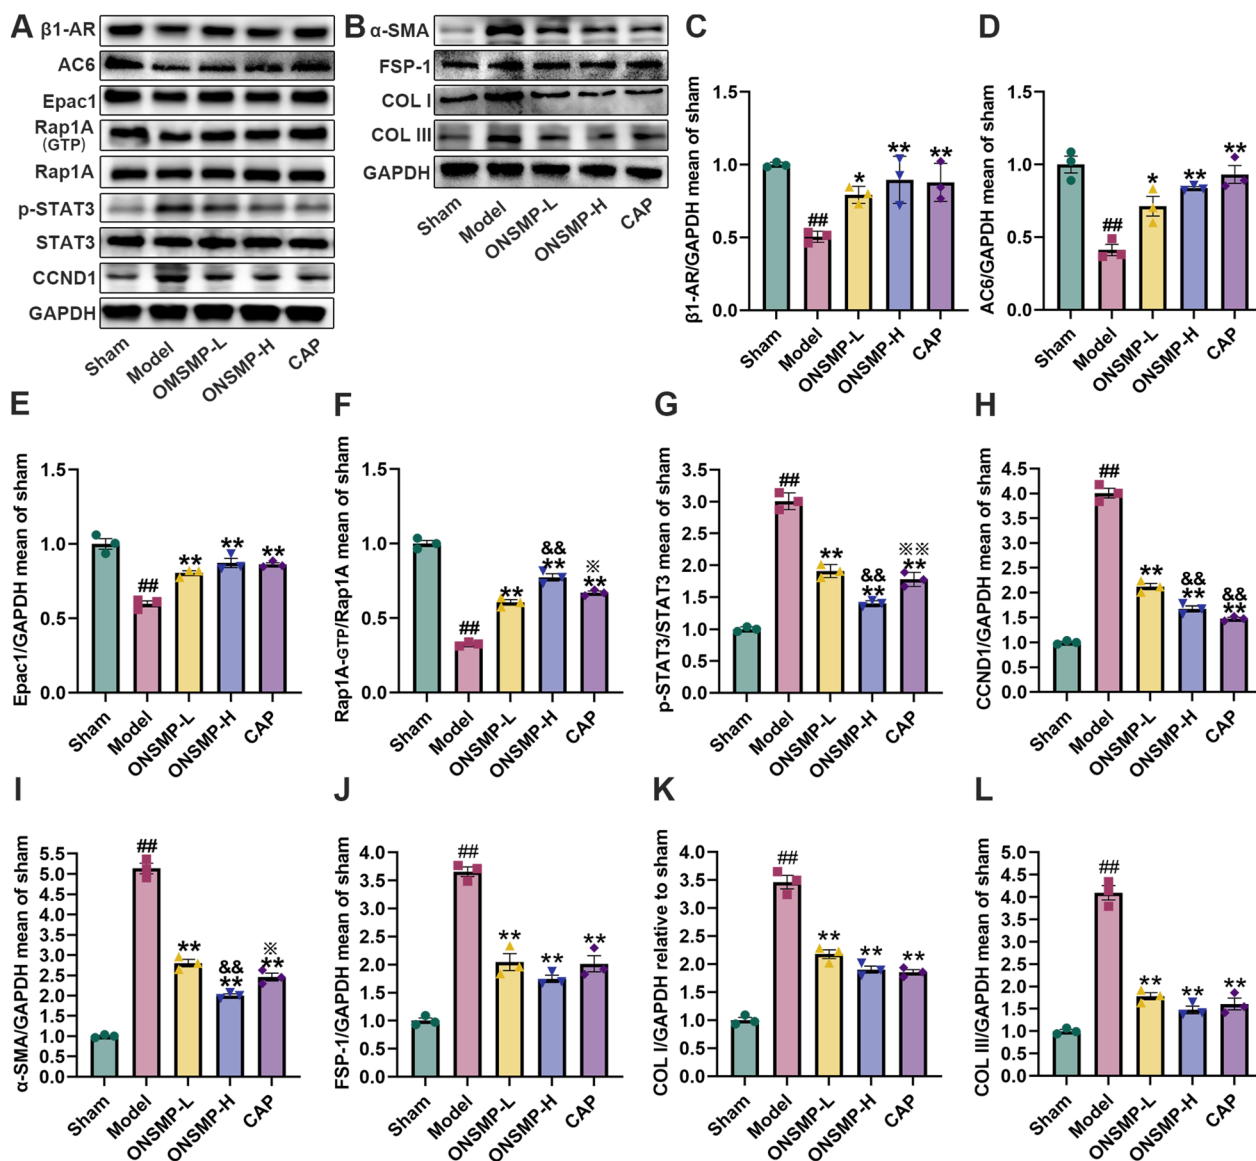 A
β1-AR
AC6
Epac1
Rap1A
(GTP)
Rap1A
p-STAT3
STAT3
CCND1
GAPDH
Sham
Model
OMSMP-L
ONSMP-H
CAP
B
α-SMA
FSP-1
COL I
COL III
GAPDH
Sham
Model
ONSMP-L
ONSMP-H
CAP
C
β1-AR/GAPDH mean of sham
1.5
1.0
0.5
0.0
##
*
**
**
Sham
Model
ONSMP-L
ONSMP-H
CAP
D
AC6/GAPDH mean of sham
1.5
1.0
0.5
0.0
##
*
**
**
Sham
Model
ONSMP-L
ONSMP-H
CAP
E
Epac1/GAPDH mean of sham
1.5
1.0
0.5
0.0
##
**
**
**
Sham
Model
ONSMP-L
ONSMP-H
CAP
F
Rap1A-GTP/Rap1A mean of sham
1.5
1.0
0.5
0.0
##
**
&&
**
※
**
Sham
Model
ONSMP-L
ONSMP-H
CAP
G
p-STAT3/STAT3 mean of sham
3.5
3.0
2.5
2.0
1.5
1.0
0.5
0.0
##
**
&&
**
※※
**
Sham
Model
ONSMP-L
ONSMP-H
CAP
H
CCND1/GAPDH mean of sham
4.5
4.0
3.5
3.0
2.5
2.0
1.5
1.0
0.5
0.0
##
**
&&
**
&&
**
Sham
Model
ONSMP-L
ONSMP-H
CAP
I
α-SMA/GAPDH mean of sham
5.5
5.0
4.5
4.0
3.5
3.0
2.5
2.0
1.5
1.0
0.5
0.0
##
**
&&
**
※
**
Sham
Model
ONSMP-L
ONSMP-H
CAP
J
FSP-1/GAPDH mean of sham
4.0
3.5
3.0
2.5
2.0
1.5
1.0
0.5
0.0
##
**
**
**
Sham
Model
ONSMP-L
ONSMP-H
CAP
K
COL I/GAPDH relative to sham
4.0
3.5
3.0
2.5
2.0
1.5
1.0
0.5
0.0
##
**
**
**
Sham
Model
ONSMP-L
ONSMP-H
CAP
L
COL III/GAPDH mean of sham
5.0
4.5
4.0
3.5
3.0
2.5
2.0
1.5
1.0
0.5
0.0
##
**
**
**
Sham
Model
ONSMP-L
ONSMP-H
CAP